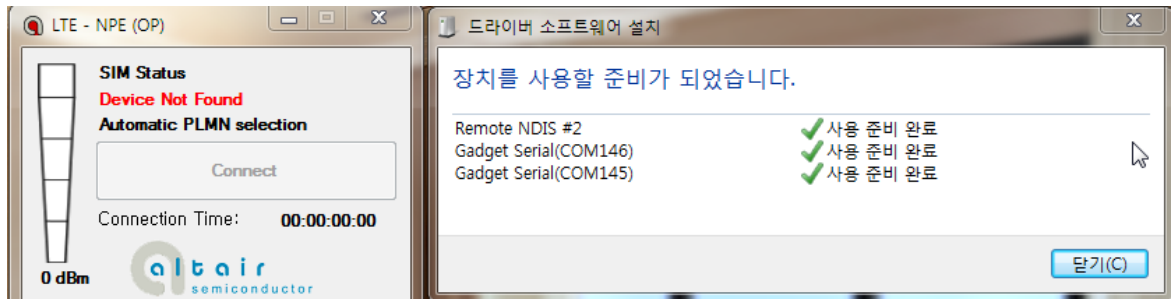 LTE - NPE (OP)
SIM Status
Device Not Found
Automatic PLMN selection
Connect
Connection Time: 00:00:00:00
0 dBm
altair
semiconductor
드라이버 소프트웨어 설치
장치를 사용할 준비가 되었습니다.
Remote NDIS #2 사용 준비 완료
Gadget Serial(COM146) 사용 준비 완료
Gadget Serial(COM145) 사용 준비 완료
닫기(C)